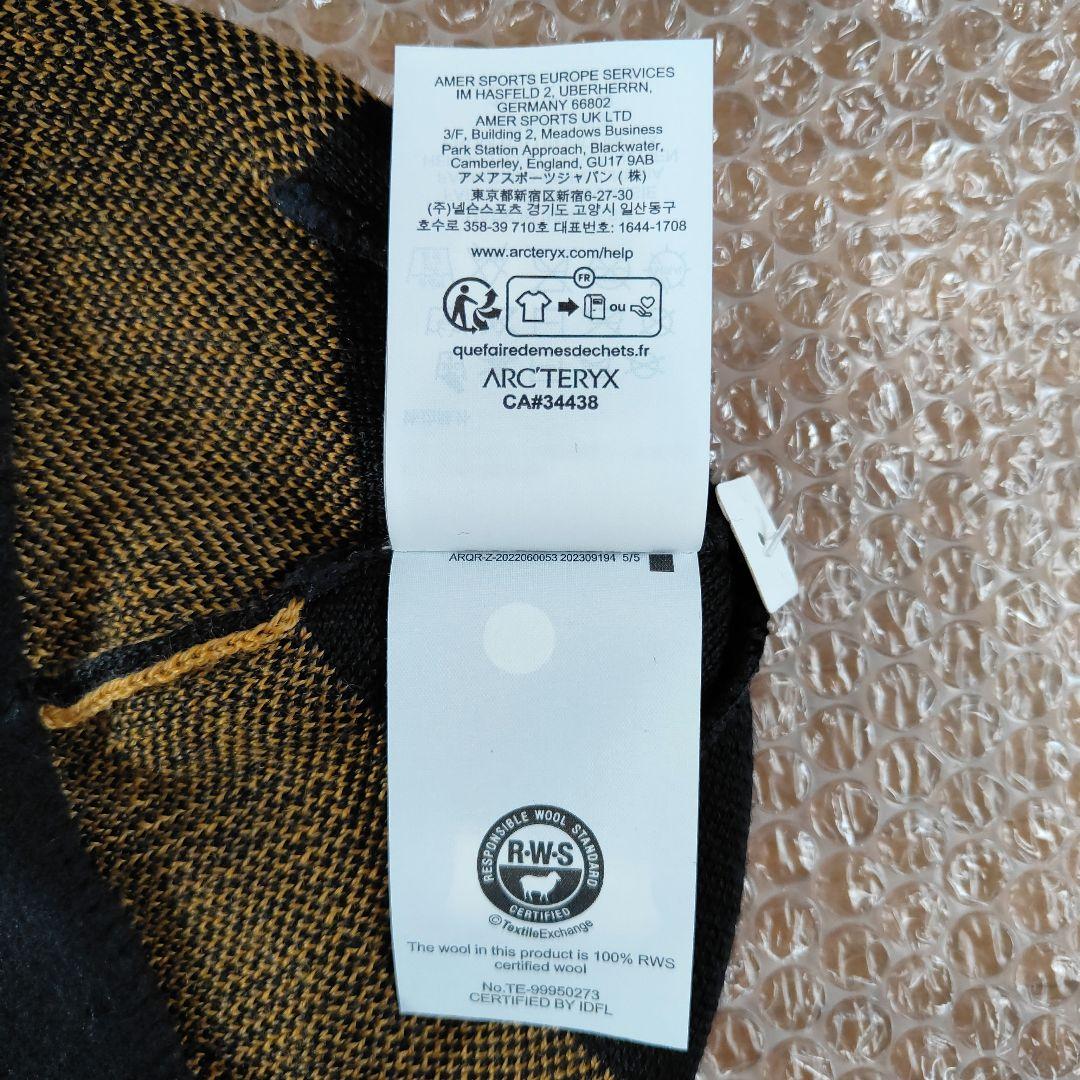 AMER SPORTS EUROPE SERVICES
IM HASFELD 2, UBERHERRN,
GERMANY 66802
AMER SPORTS UK LTD
3/F, Building 2, Meadows Business
Park Station Approach, Blackwater,
Camberley, England, GU17 9AB
アメアスポーツジャパン(株)
東京都新宿区新宿6-27-30
(주)넬슨스포츠 경기도 고양시 일산동구
호수로 358-39 710호 대표번호: 1644-1708
www.arcteryx.com/help
FR
ou
quefairedemesdechets.fr
ARC'TERYX
CA#34438
ARQR-Z-2022060053 202309194 5/5
RESPONSIBLE WOOL STANDARD
R·W·S
CERTIFIED
©TextileExchange
The wool in this product is 100% RWS
certified wool
No.TE-99950273
CERTIFIED BY IDFL